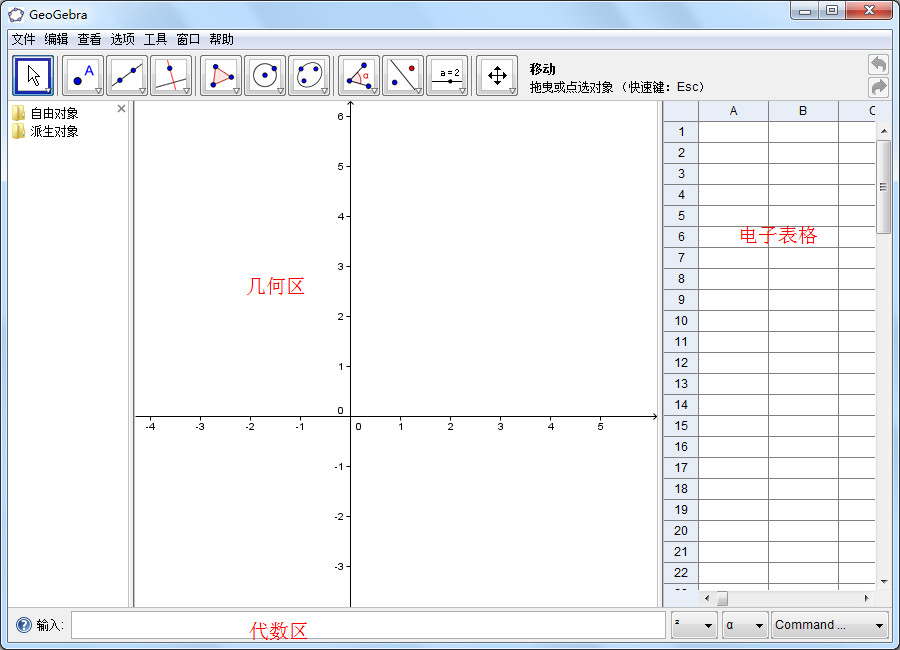 GeoGebra
文件 编辑 查看 选项 工具 窗口 帮助
A
α
a = 2
移动
拖曳或点选对象 （快速键：Esc）
自由对象
派生对象
6
5
4
3
2
1
0
-4 -3 -2 -1 0 1 2 3 4 5
-1
-2
-3
几何区
A B C
1
2
3
4
5
6
7
8
9
10
11
12
13
14
15
16
17
18
19
20
21
22
电子表格
输入:
代数区
² α Command ...